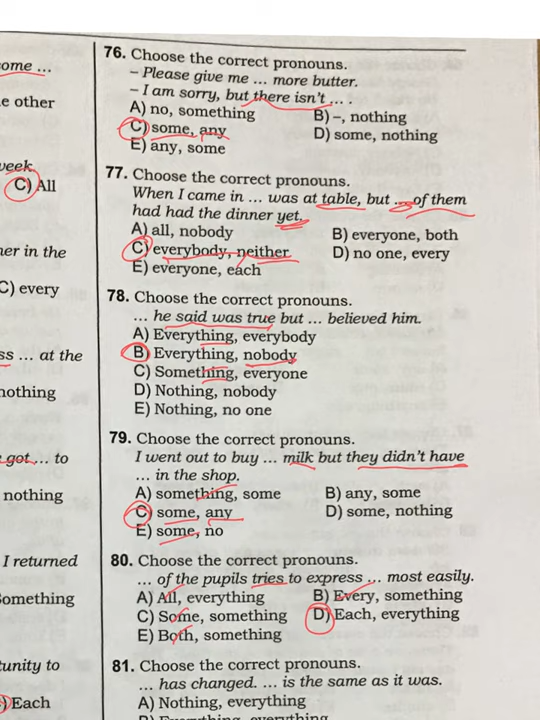 ome ...
e other
week
C) All
her in the
C) every
ss ... at the
nothing
got ... to
nothing
I returned
Something
tunity to
Each
76. Choose the correct pronouns.
– Please give me ... more butter.
– I am sorry, but there isn't ... .
A) no, something B) –, nothing
C) some, any D) some, nothing
E) any, some
77. Choose the correct pronouns.
When I came in ... was at table, but ... of them
had had the dinner yet.
A) all, nobody B) everyone, both
C) everybody, neither D) no one, every
E) everyone, each
78. Choose the correct pronouns.
... he said was true but ... believed him.
A) Everything, everybody
B) Everything, nobody
C) Something, everyone
D) Nothing, nobody
E) Nothing, no one
79. Choose the correct pronouns.
I went out to buy ... milk but they didn't have
... in the shop.
A) something, some B) any, some
C) some, any D) some, nothing
E) some, no
80. Choose the correct pronouns.
... of the pupils tries to express ... most easily.
A) All, everything B) Every, something
C) Some, something D) Each, everything
E) Both, something
81. Choose the correct pronouns.
... has changed. ... is the same as it was.
A) Nothing, everything